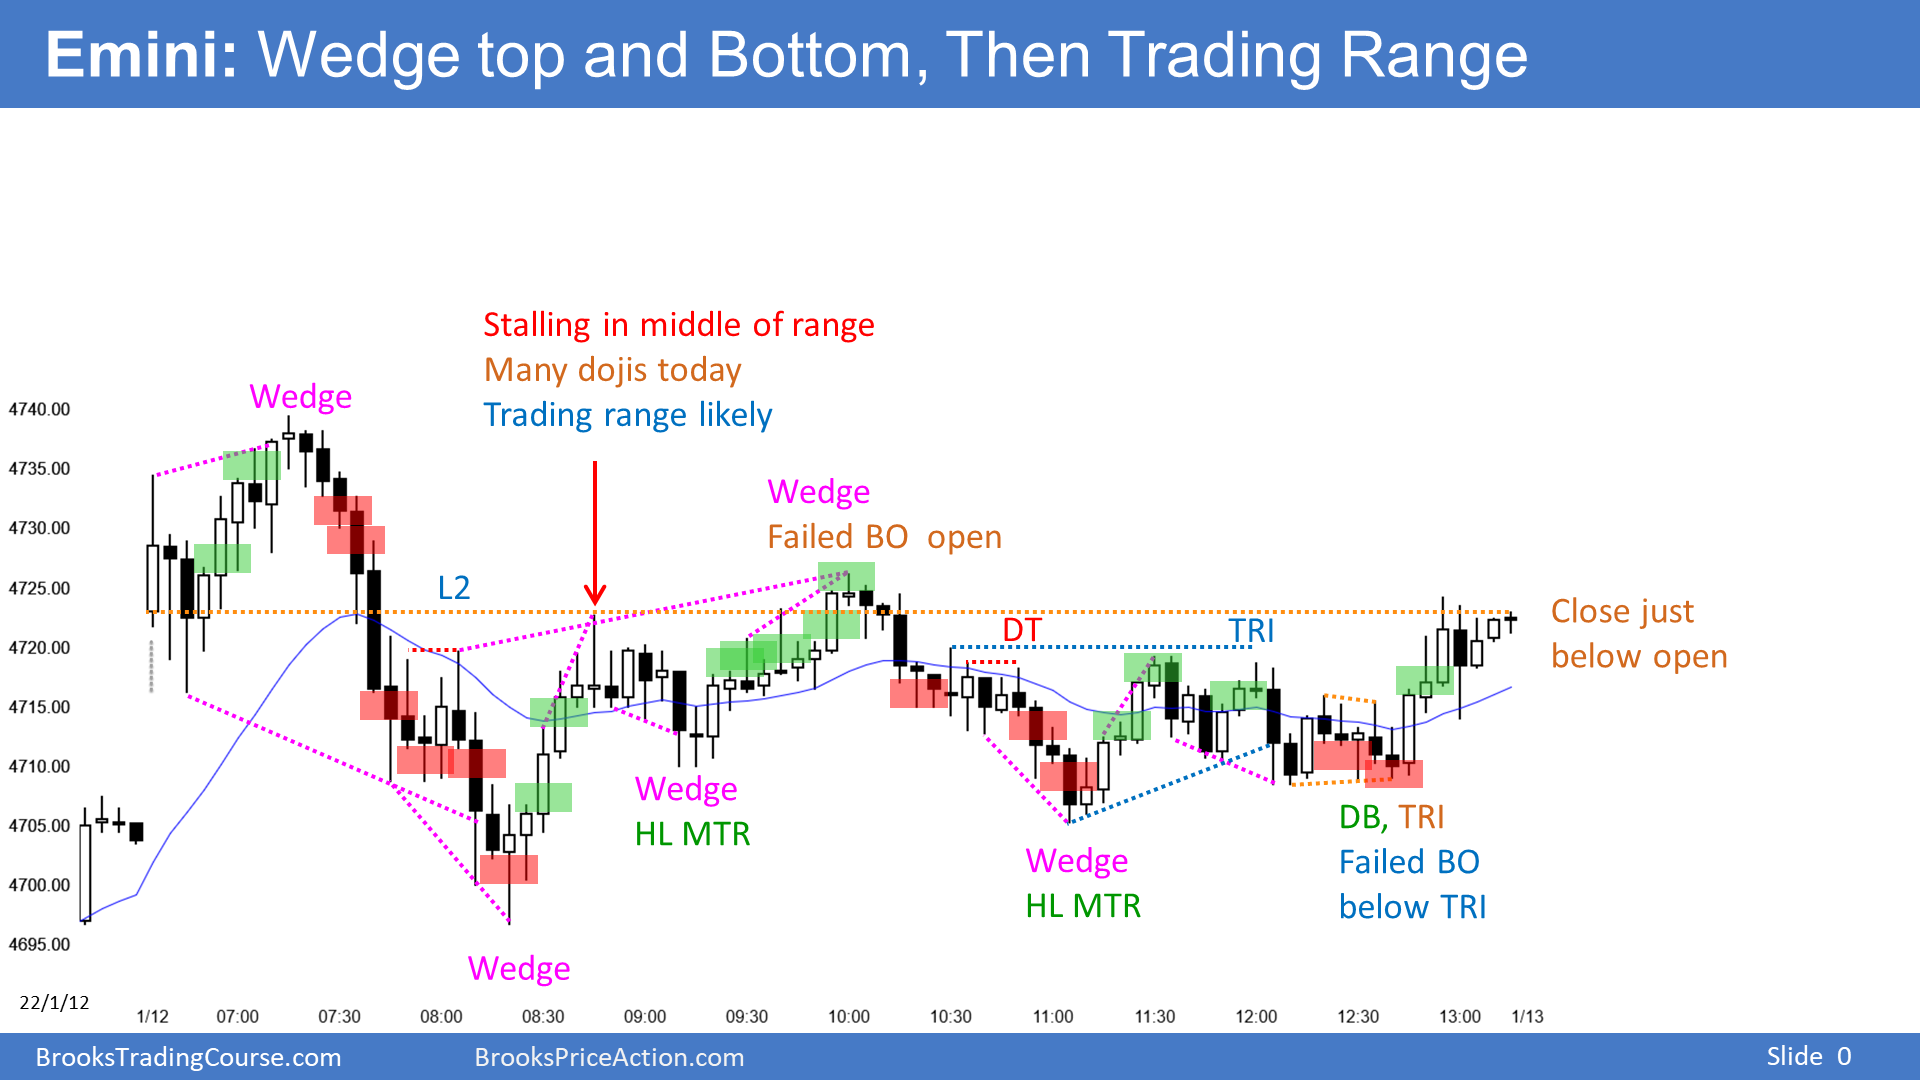 Emini: Wedge top and Bottom, Then Trading Range
Stalling in middle of range
Many dojis today
Trading range likely
Wedge
Wedge
Failed BO open
L2
DT
TRI
Close just
below open
Wedge
HL MTR
Wedge
HL MTR
DB, TRI
Failed BO
below TRI
Wedge
4740.00
4735.00
4730.00
4725.00
4720.00
4715.00
4710.00
4705.00
4700.00
4695.00
22/1/12
1/12 07:00 07:30 08:00 08:30 09:00 09:30 10:00 10:30 11:00 11:30 12:00 12:30 13:00 1/13
BrooksTradingCourse.com BrooksPriceAction.com Slide 0